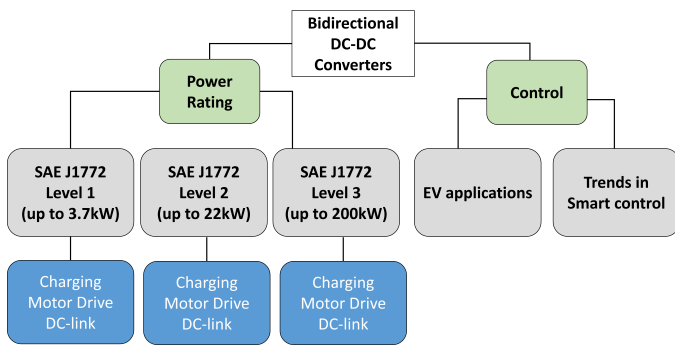 Bidirectional
DC-DC
Converters
Power
Rating
Control
SAE J1772
Level 1
(up to 3.7kW)
SAE J1772
Level 2
(up to 22kW)
SAE J1772
Level 3
(up to 200kW)
EV applications
Trends in
Smart control
Charging
Motor Drive
DC-link
Charging
Motor Drive
DC-link
Charging
Motor Drive
DC-link